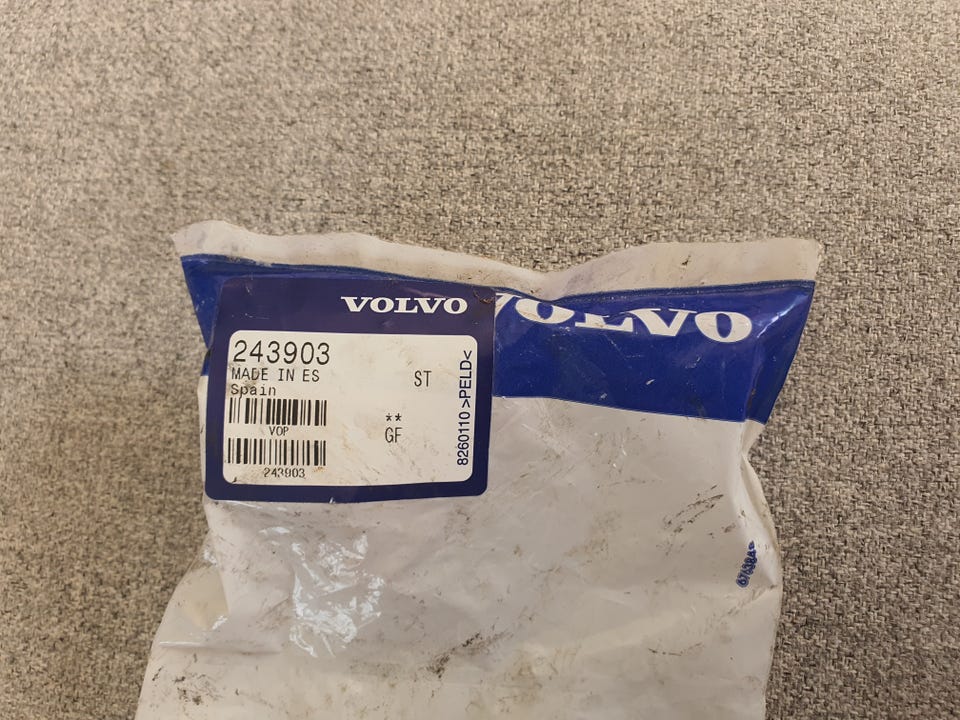 VOLVO
VOLVO
243903
MADE IN ES
Spain
ST
VOP
**
GF
243903
8260110 >PELD<